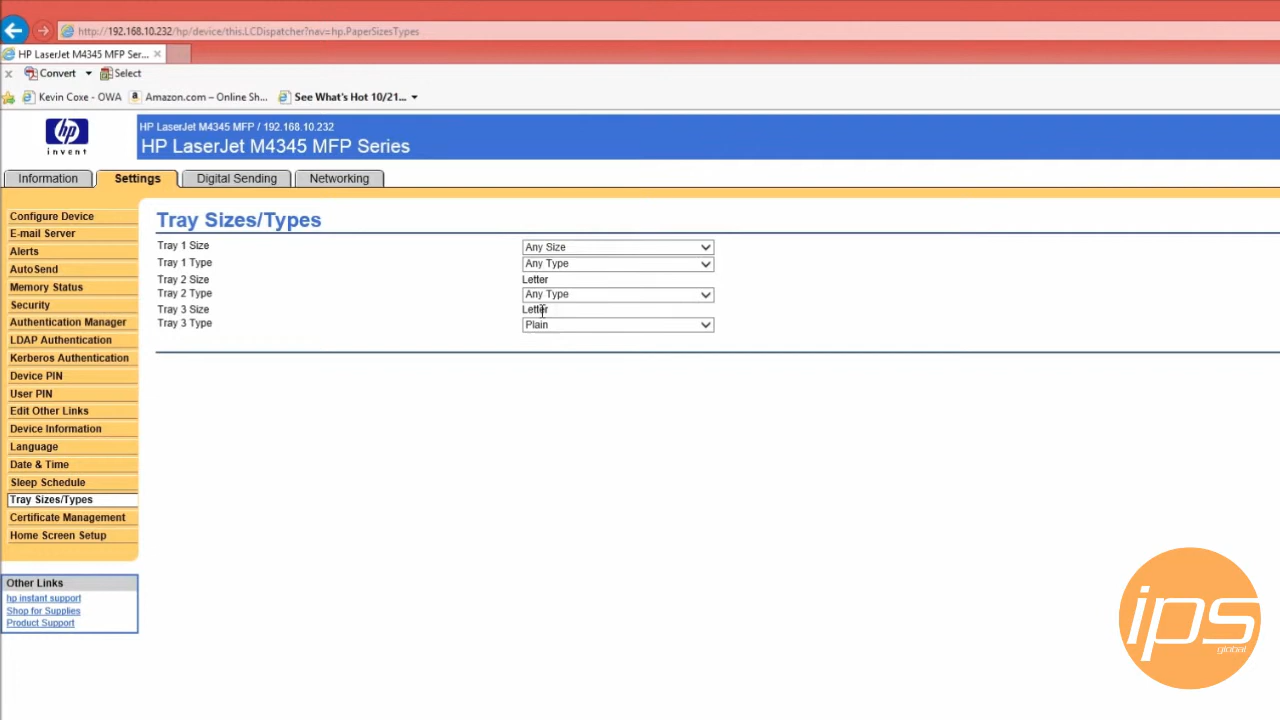 http://192.168.10.232/hp/device/this.LCDispatcher?nav=hp.PaperSizesTypes
HP LaserJet M4345 MFP Ser...
Convert
Select
Kevin Coxe - OWA
Amazon.com – Online Sh...
See What's Hot 10/21...
hp
invent
HP LaserJet M4345 MFP / 192.168.10.232
HP LaserJet M4345 MFP Series
Information
Settings
Digital Sending
Networking
Configure Device
E-mail Server
Alerts
AutoSend
Memory Status
Security
Authentication Manager
LDAP Authentication
Kerberos Authentication
Device PIN
User PIN
Edit Other Links
Device Information
Language
Date & Time
Sleep Schedule
Tray Sizes/Types
Certificate Management
Home Screen Setup
Other Links
hp instant support
Shop for Supplies
Product Support
Tray Sizes/Types
Tray 1 Size Any Size
Tray 1 Type Any Type
Tray 2 Size Letter
Tray 2 Type Any Type
Tray 3 Size Letter
Tray 3 Type Plain
ips
global.